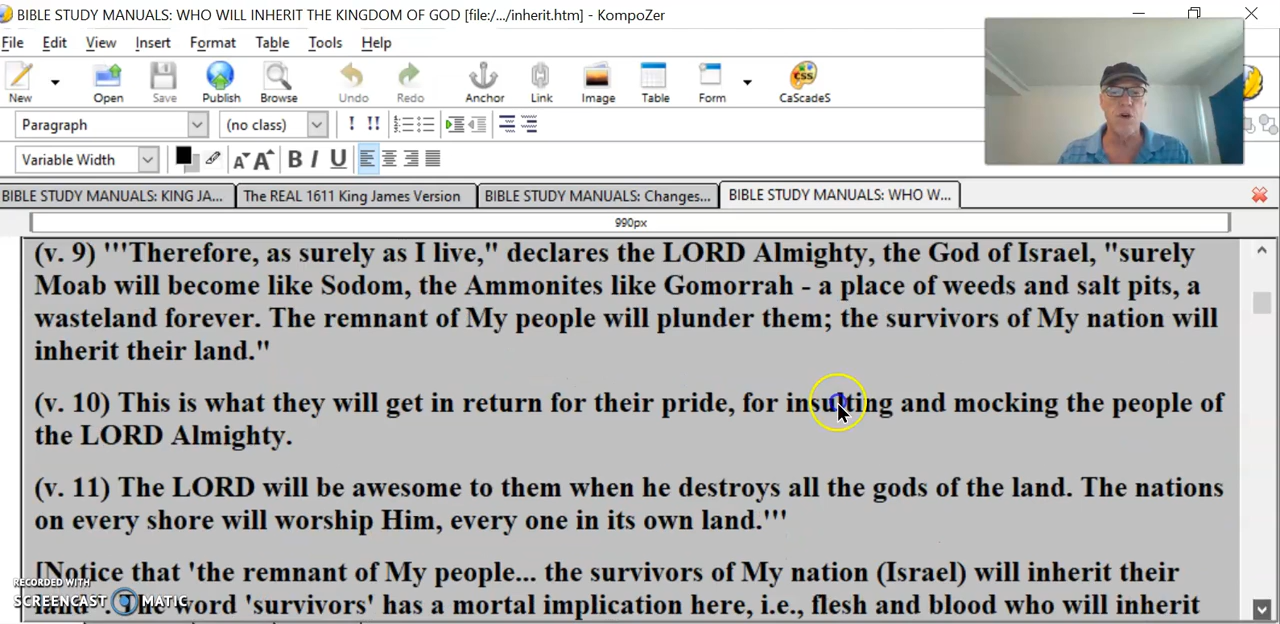 BIBLE STUDY MANUALS: WHO WILL INHERIT THE KINGDOM OF GOD [file:/.../inherit.htm] - KompoZer
File Edit View Insert Format Table Tools Help
New Open Save Publish Browse Undo Redo Anchor Link Image Table Form CaScadeS
CSS
Paragraph (no class) ! !!
Variable Width A A B I U
BIBLE STUDY MANUALS: KING JA... The REAL 1611 King James Version BIBLE STUDY MANUALS: Changes... BIBLE STUDY MANUALS: WHO W...
990px
(v. 9) '"Therefore, as surely as I live," declares the LORD Almighty, the God of Israel, "surely
Moab will become like Sodom, the Ammonites like Gomorrah - a place of weeds and salt pits, a
wasteland forever. The remnant of My people will plunder them; the survivors of My nation will
inherit their land."
(v. 10) This is what they will get in return for their pride, for insulting and mocking the people of
the LORD Almighty.
(v. 11) The LORD will be awesome to them when he destroys all the gods of the land. The nations
on every shore will worship Him, every one in its own land.'"
[Notice that 'the remnant of My people... the survivors of My nation (Israel) will inherit their
land'. The word 'survivors' has a mortal implication here, i.e., flesh and blood who will inherit
RECORDED WITH
SCREENCAST MATIC